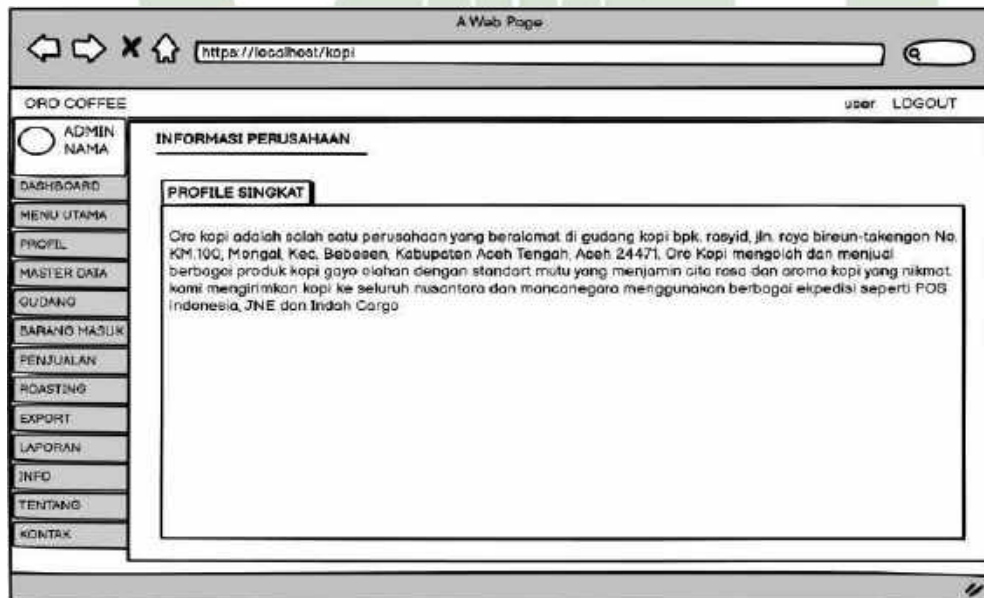 A Web Page
https://localhost/kopi
ORO COFFEE
user LOGOUT
ADMIN
NAMA
DASHBOARD
MENU UTAMA
PROFIL
MASTER DATA
GUDANG
BARANG MASUK
PENJUALAN
ROASTING
EXPORT
LAPORAN
INFO
TENTANG
KONTAK
INFORMASI PERUSAHAAN
PROFILE SINGKAT
Oro kopi adalah salah satu perusahaan yang beralamat di gudang kopi bpk. rasyid, jln. raya bireun-takengon No.
KM.100, Mongal, Kec. Bebesen, Kabupaten Aceh Tengah, Aceh 24471, Oro Kopi mengolah dan menjual
berbagai produk kopi gayo olahan dengan standart mutu yang menjamin cita rasa dan aroma kopi yang nikmat.
kami mengirimkan kopi ke seluruh nusantara dan mancanegara menggunakan berbagai ekpedisi seperti POS
Indonesia, JNE dan Indah Cargo